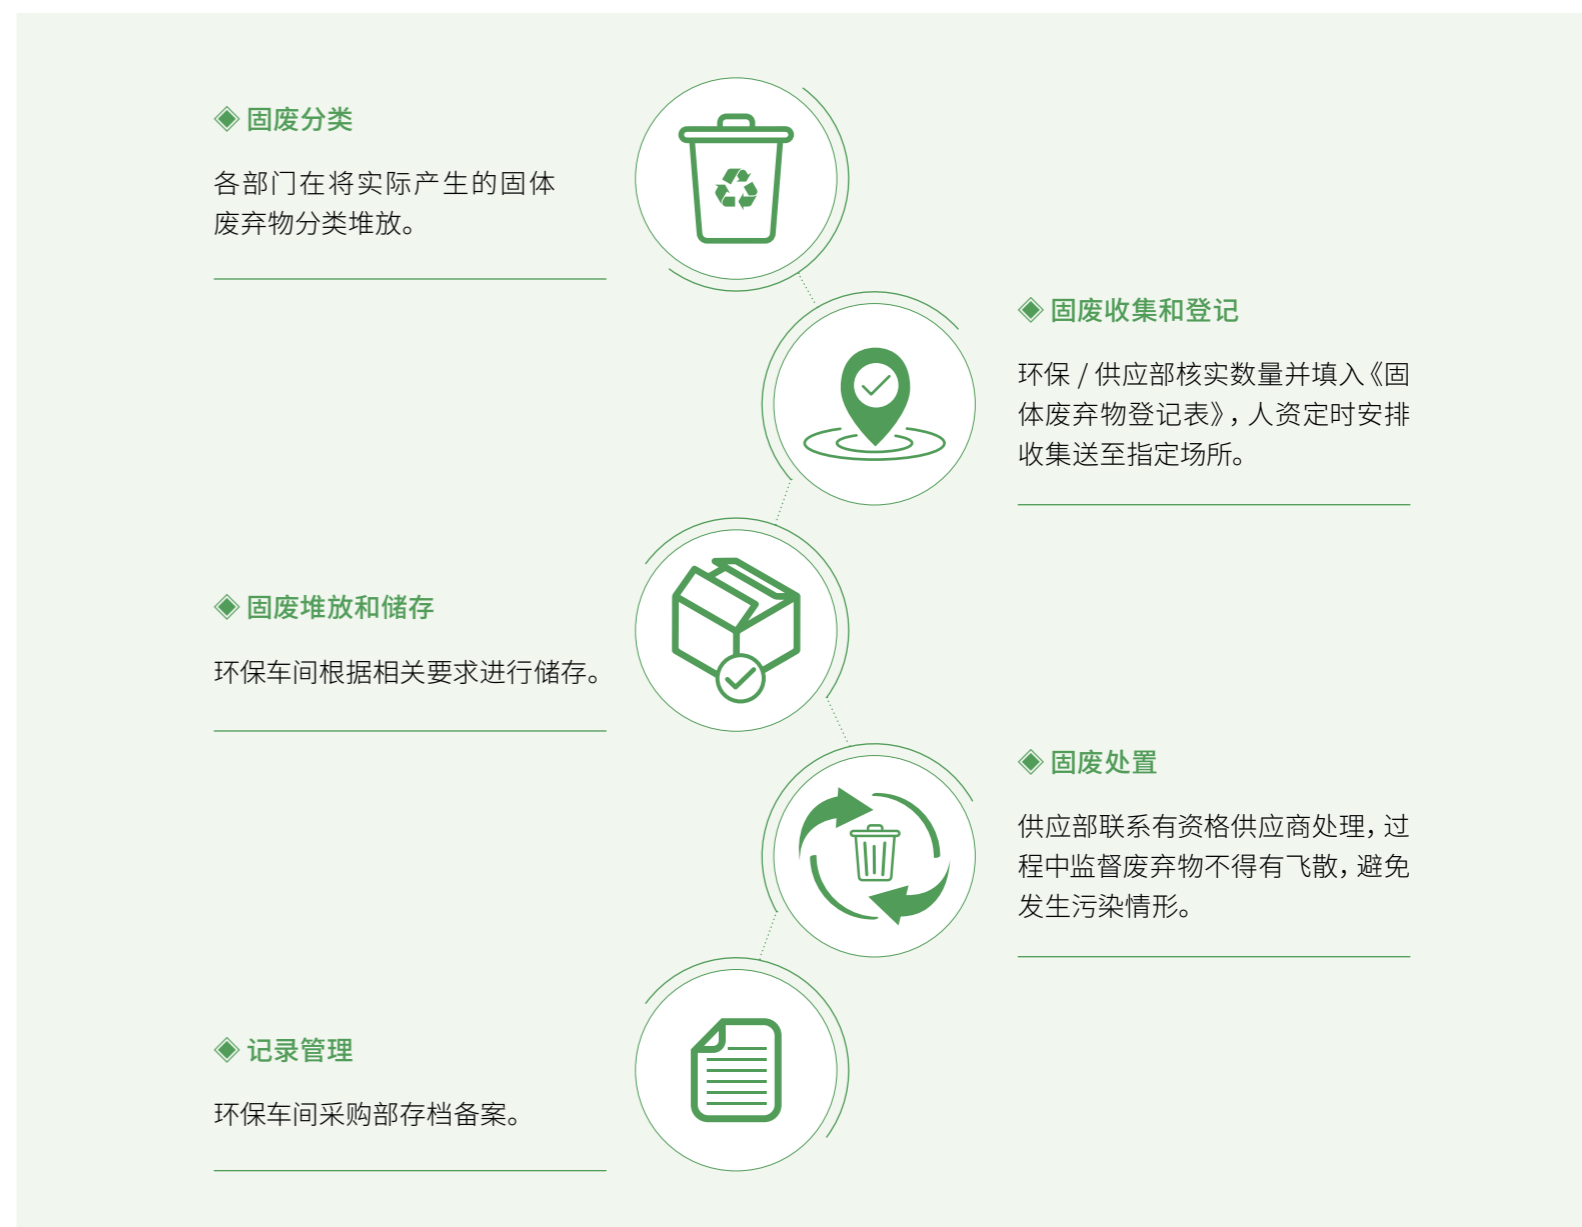 固废分类
各部门在将实际产生的固体
废弃物分类堆放。
固废收集和登记
环保 / 供应部核实数量并填入《固
体废弃物登记表》，人资定时安排
收集送至指定场所。
固废堆放和储存
环保车间根据相关要求进行储存。
固废处置
供应部联系有资格供应商处理，过
程中监督废弃物不得有飞散，避免
发生污染情形。
记录管理
环保车间采购部存档备案。